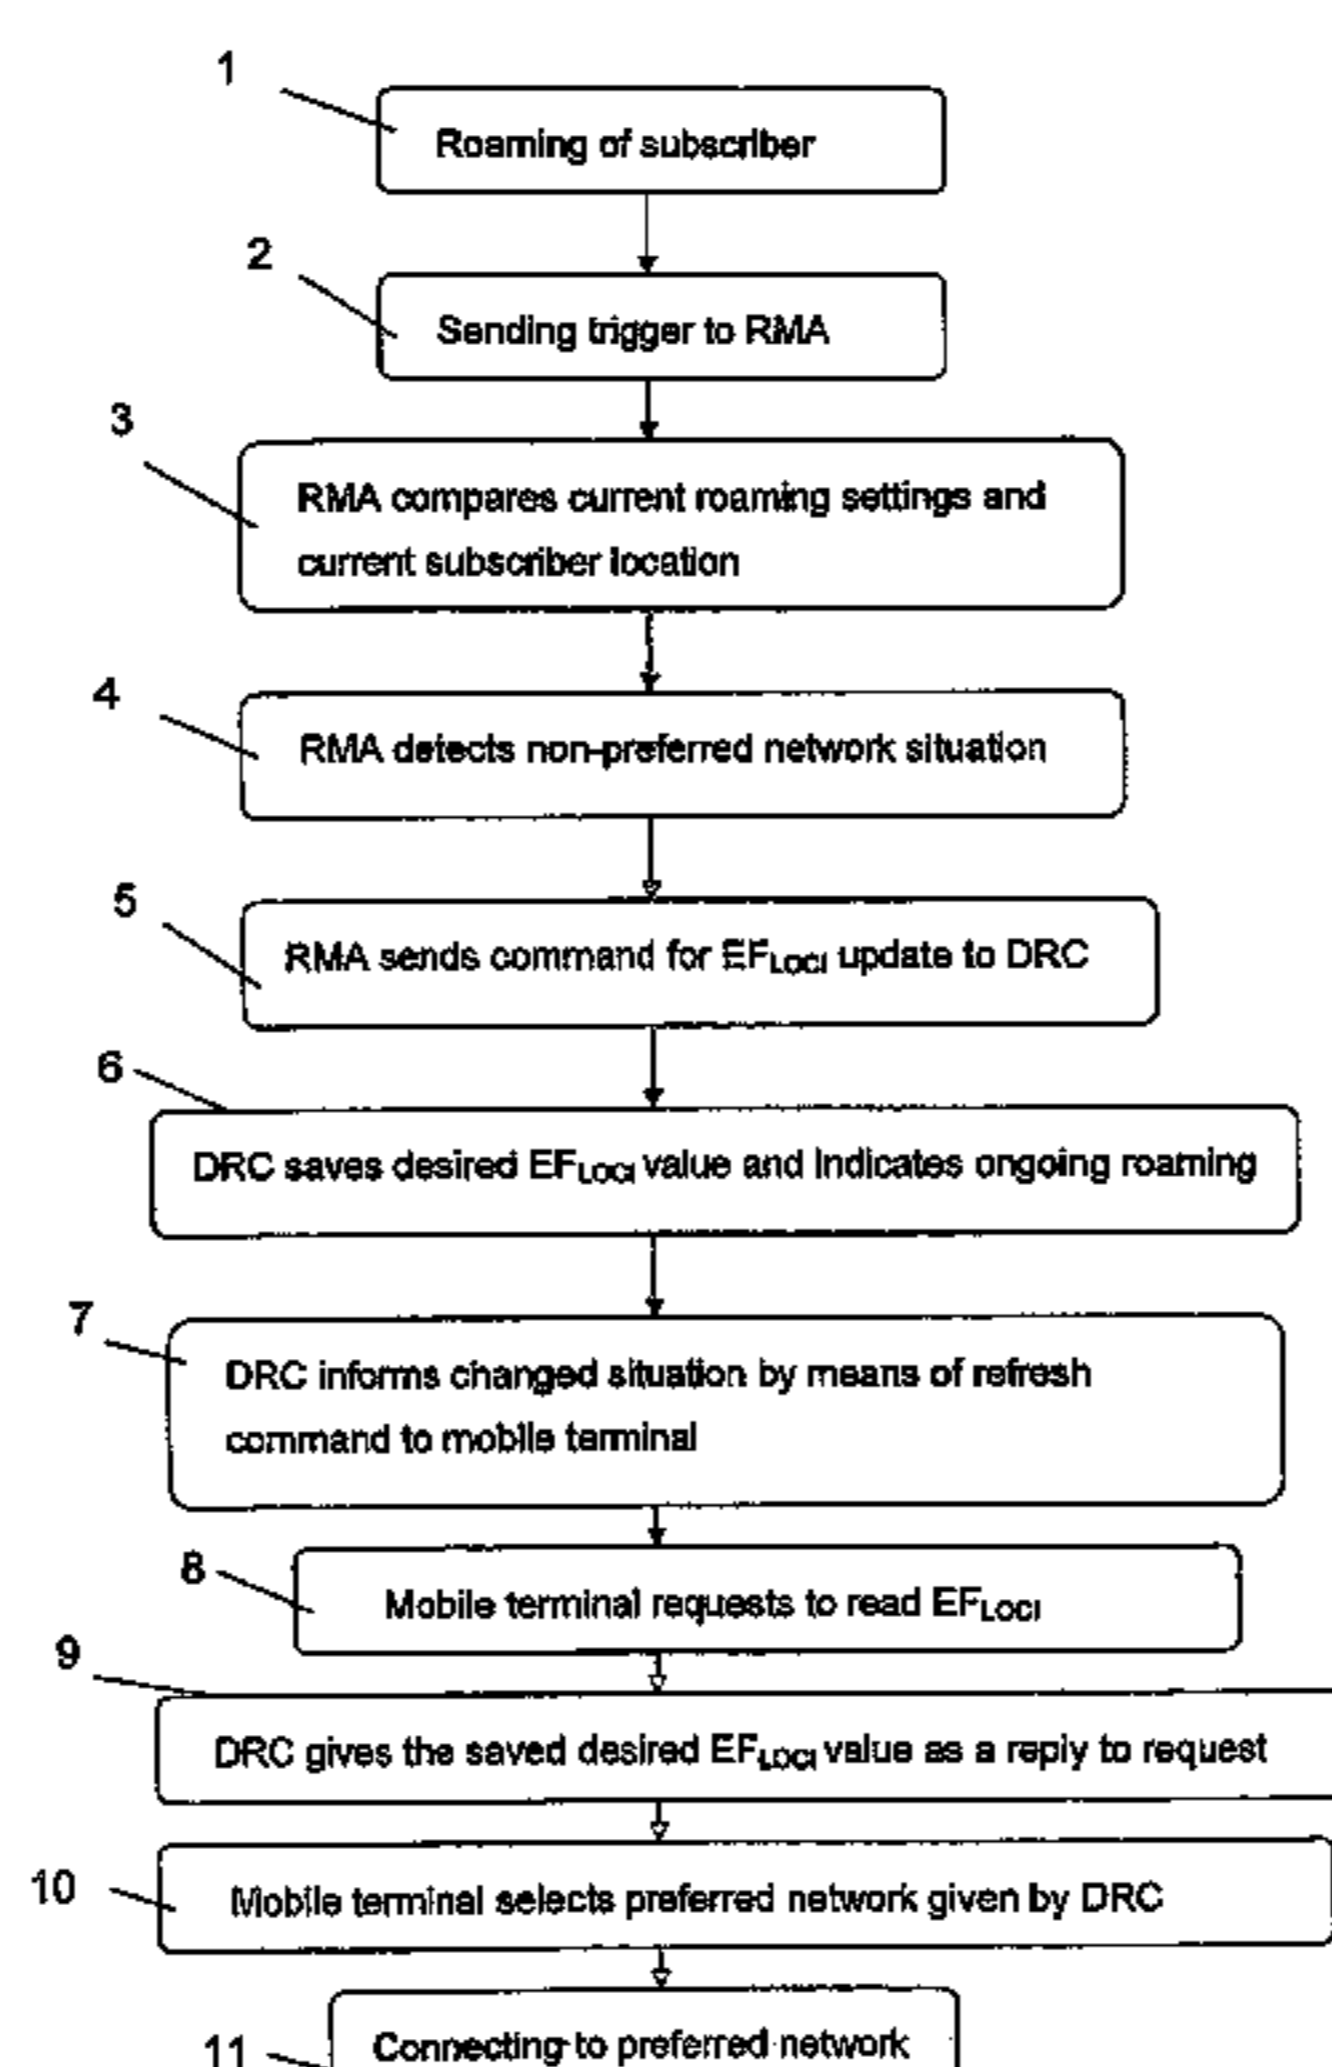 1
Roaming of subscriber
2
Sending trigger to RMA
3
RMA compares current roaming settings and
current subscriber location
4
RMA detects non-preferred network situation
5
RMA sends command for EFLOCI update to DRC
6
DRC saves desired EFLOCI value and indicates ongoing roaming
7
DRC informs changed situation by means of refresh
command to mobile terminal
8
Mobile terminal requests to read EFLOCI
9
DRC gives the saved desired EFLOCI value as a reply to request
10
Mobile terminal selects preferred network given by DRC
11
Connecting to preferred network